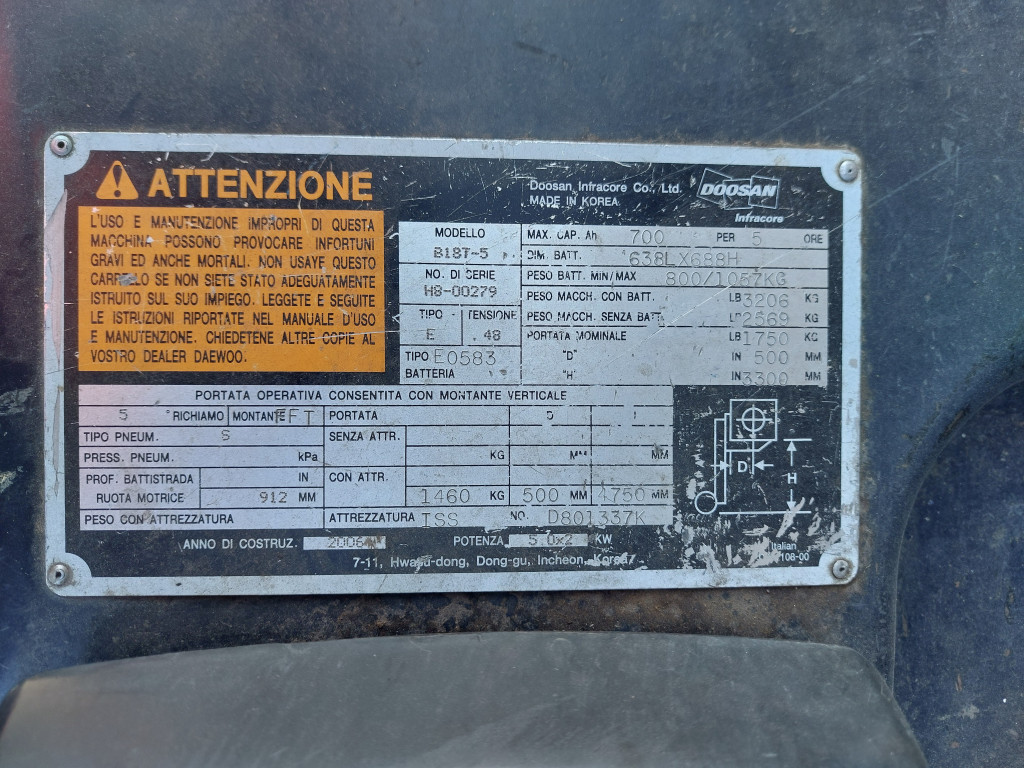 ATTENZIONE
L'USO E MANUTENZIONE IMPROPRI DI QUESTA
MACCHINA POSSONO PROVOCARE INFORTUNI
GRAVI ED ANCHE MORTALI. NON USAYE QUESTO
CARRELLO SE NON SIETE STATO ADEGUATAMENTE
ISTRUITO SUL SUO IMPIEGO. LEGGETE E SEGUITE
LE ISTRUZIONI RIPORTATE NEL MANUALE D'USO
E MANUTENZIONE. CHIEDETENE ALTRE COPIE AL
VOSTRO DEALER DAEWOO.
Doosan Infracore Co., Ltd.
MADE IN KOREA
DOOSAN
Infracore
MODELLO
B18T-5
NO. DI SERIE
H8-00279
TIPO TENSIONE
E 48
TIPO E0583
BATTERIA
MAX. CAP. Ah 700 PER 5 ORE
DIM. BATT. 638LX688H
PESO BATT. MIN/MAX 800/1057KG
PESO MACCH. CON BATT. LB 3206 KG
PESO MACCH. SENZA BATT. LB 2569 KG
PORTATA MOMINALE LB 1750 KG
"D" IN 500 MM
"H" IN 3300 MM
PORTATA OPERATIVA CONSENTITA CON MONTANTE VERTICALE
5 °RICHIAMO MONTANTE FFT PORTATA D
TIPO PNEUM. S SENZA ATTR.
PRESS. PNEUM. kPa KG MM MM
PROF. BATTISTRADA IN CON ATTR.
RUOTA MOTRICE 912 MM 1460 KG 500 MM 4750 MM
PESO CON ATTREZZATURA ATTREZZATURA ISS NO. D801337K
D H
ANNO DI COSTRUZ. 2006 POTENZA 5.0x2 KW
7-11, Hwasu-dong, Dong-gu, Incheon, Korea
Italian
108-00